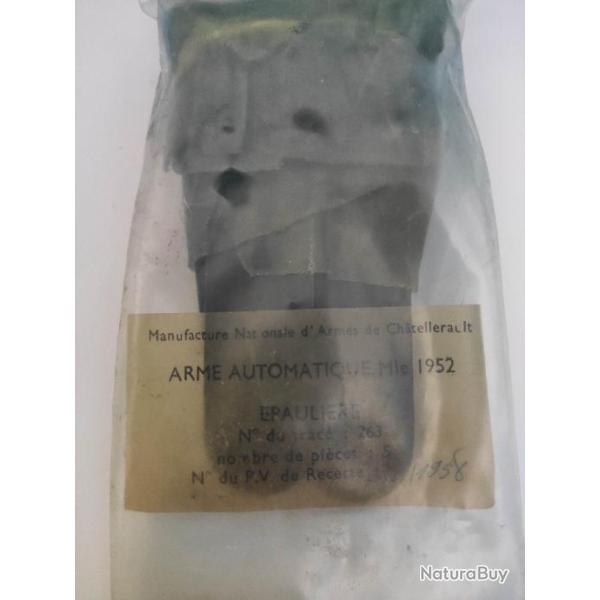 Manufacture Nationale d'Armes de Châtellerault
ARME AUTOMATIQUE Mle 1952
EPAULIERE
N° du tracé : 263
nombre de pièces : 5
N° du P.V. de Recette 1958
NaturaBuy